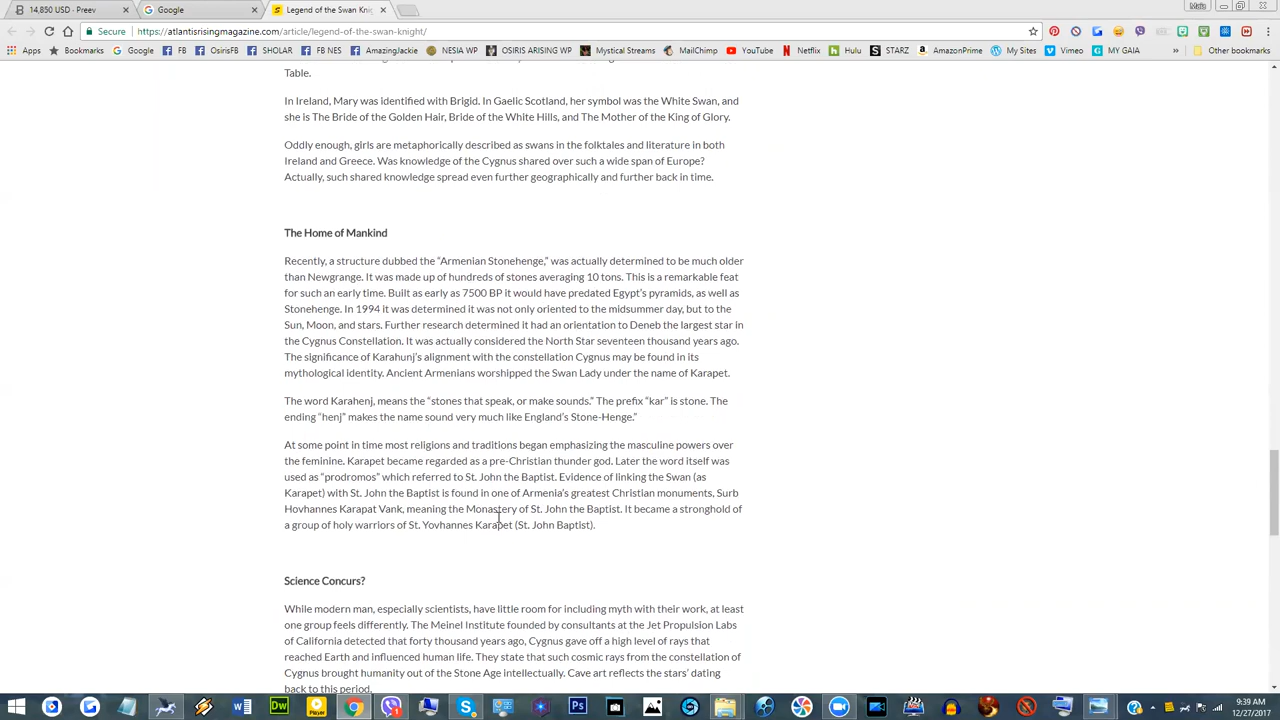 14,850 USD - Preev
Google
Legend of the Swan Knig
Mefa
Secure https://atlantisrisingmagazine.com/article/legend-of-the-swan-knight/
Apps Bookmarks Google FB OsirisFB SHOLAR FB NES AmazingJackie NESIA WP OSIRIS ARISING WP Mystical Streams MailChimp YouTube Netflix Hulu STARZ AmazonPrime My Sites Vimeo MY GAIA » Other bookmarks
Table.
In Ireland, Mary was identified with Brigid. In Gaelic Scotland, her symbol was the White Swan, and
she is The Bride of the Golden Hair, Bride of the White Hills, and The Mother of the King of Glory.
Oddly enough, girls are metaphorically described as swans in the folktales and literature in both
Ireland and Greece. Was knowledge of the Cygnus shared over such a wide span of Europe?
Actually, such shared knowledge spread even further geographically and further back in time.
The Home of Mankind
Recently, a structure dubbed the “Armenian Stonehenge,” was actually determined to be much older
than Newgrange. It was made up of hundreds of stones averaging 10 tons. This is a remarkable feat
for such an early time. Built as early as 7500 BP it would have predated Egypt’s pyramids, as well as
Stonehenge. In 1994 it was determined it was not only oriented to the midsummer day, but to the
Sun, Moon, and stars. Further research determined it had an orientation to Deneb the largest star in
the Cygnus Constellation. It was actually considered the North Star seventeen thousand years ago.
The significance of Karahunj’s alignment with the constellation Cygnus may be found in its
mythological identity. Ancient Armenians worshipped the Swan Lady under the name of Karapet.
The word Karahenj, means the “stones that speak, or make sounds.” The prefix “kar” is stone. The
ending “henj” makes the name sound very much like England’s Stone-Henge.”
At some point in time most religions and traditions began emphasizing the masculine powers over
the feminine. Karapet became regarded as a pre-Christian thunder god. Later the word itself was
used as “prodromos” which referred to St. John the Baptist. Evidence of linking the Swan (as
Karapet) with St. John the Baptist is found in one of Armenia’s greatest Christian monuments, Surb
Hovhannes Karapat Vank, meaning the Monastery of St. John the Baptist. It became a stronghold of
a group of holy warriors of St. Yovhannes Karapet (St. John Baptist).
Science Concurs?
While modern man, especially scientists, have little room for including myth with their work, at least
one group feels differently. The Meinel Institute founded by consultants at the Jet Propulsion Labs
of California detected that forty thousand years ago, Cygnus gave off a high level of rays that
reached Earth and influenced human life. They state that such cosmic rays from the constellation of
Cygnus brought humanity out of the Stone Age intellectually. Cave art reflects the stars’ dating
back to this period.
9:39 AM
12/27/2017